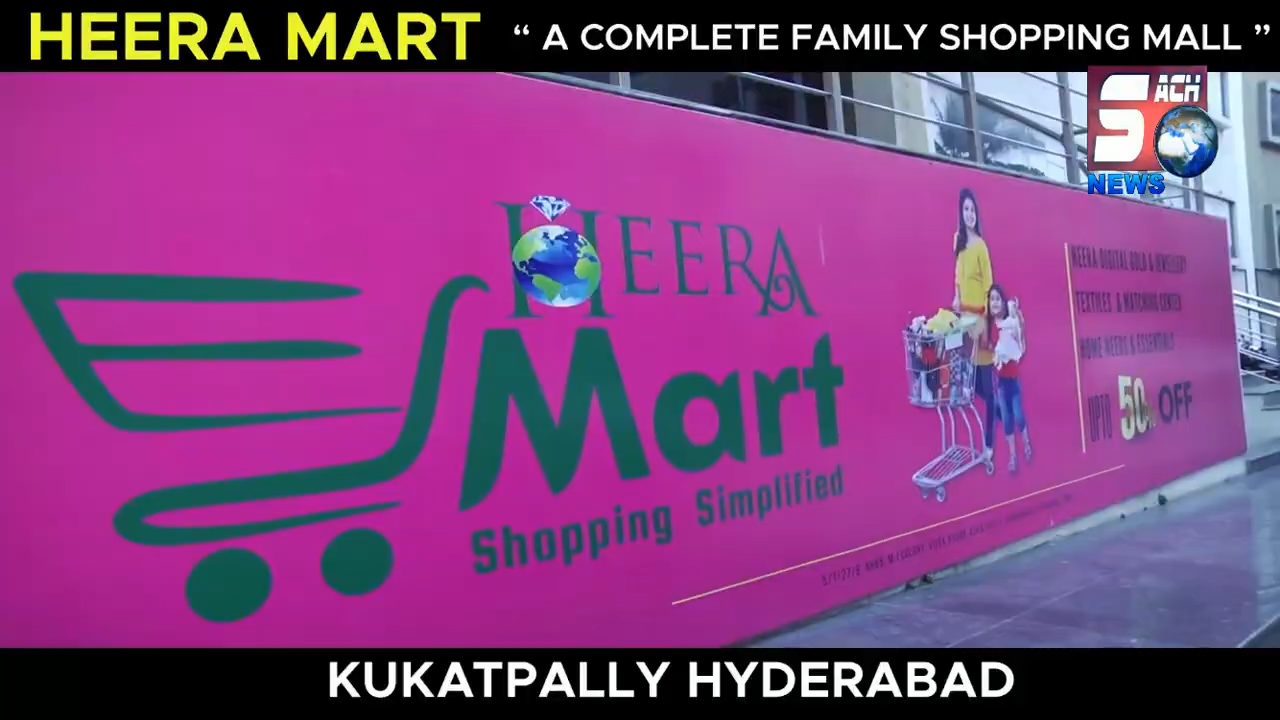 HEERA MART “ A COMPLETE FAMILY SHOPPING MALL ”
SACH
NEWS
HEERA
Mart
Shopping Simplified
HEERA DIGITAL GOLD & JEWELLERY
TEXTILES & MATCHING CENTER
HOME NEEDS & ESSENTIALS
UPTO 50% OFF
KUKATPALLY HYDERABAD